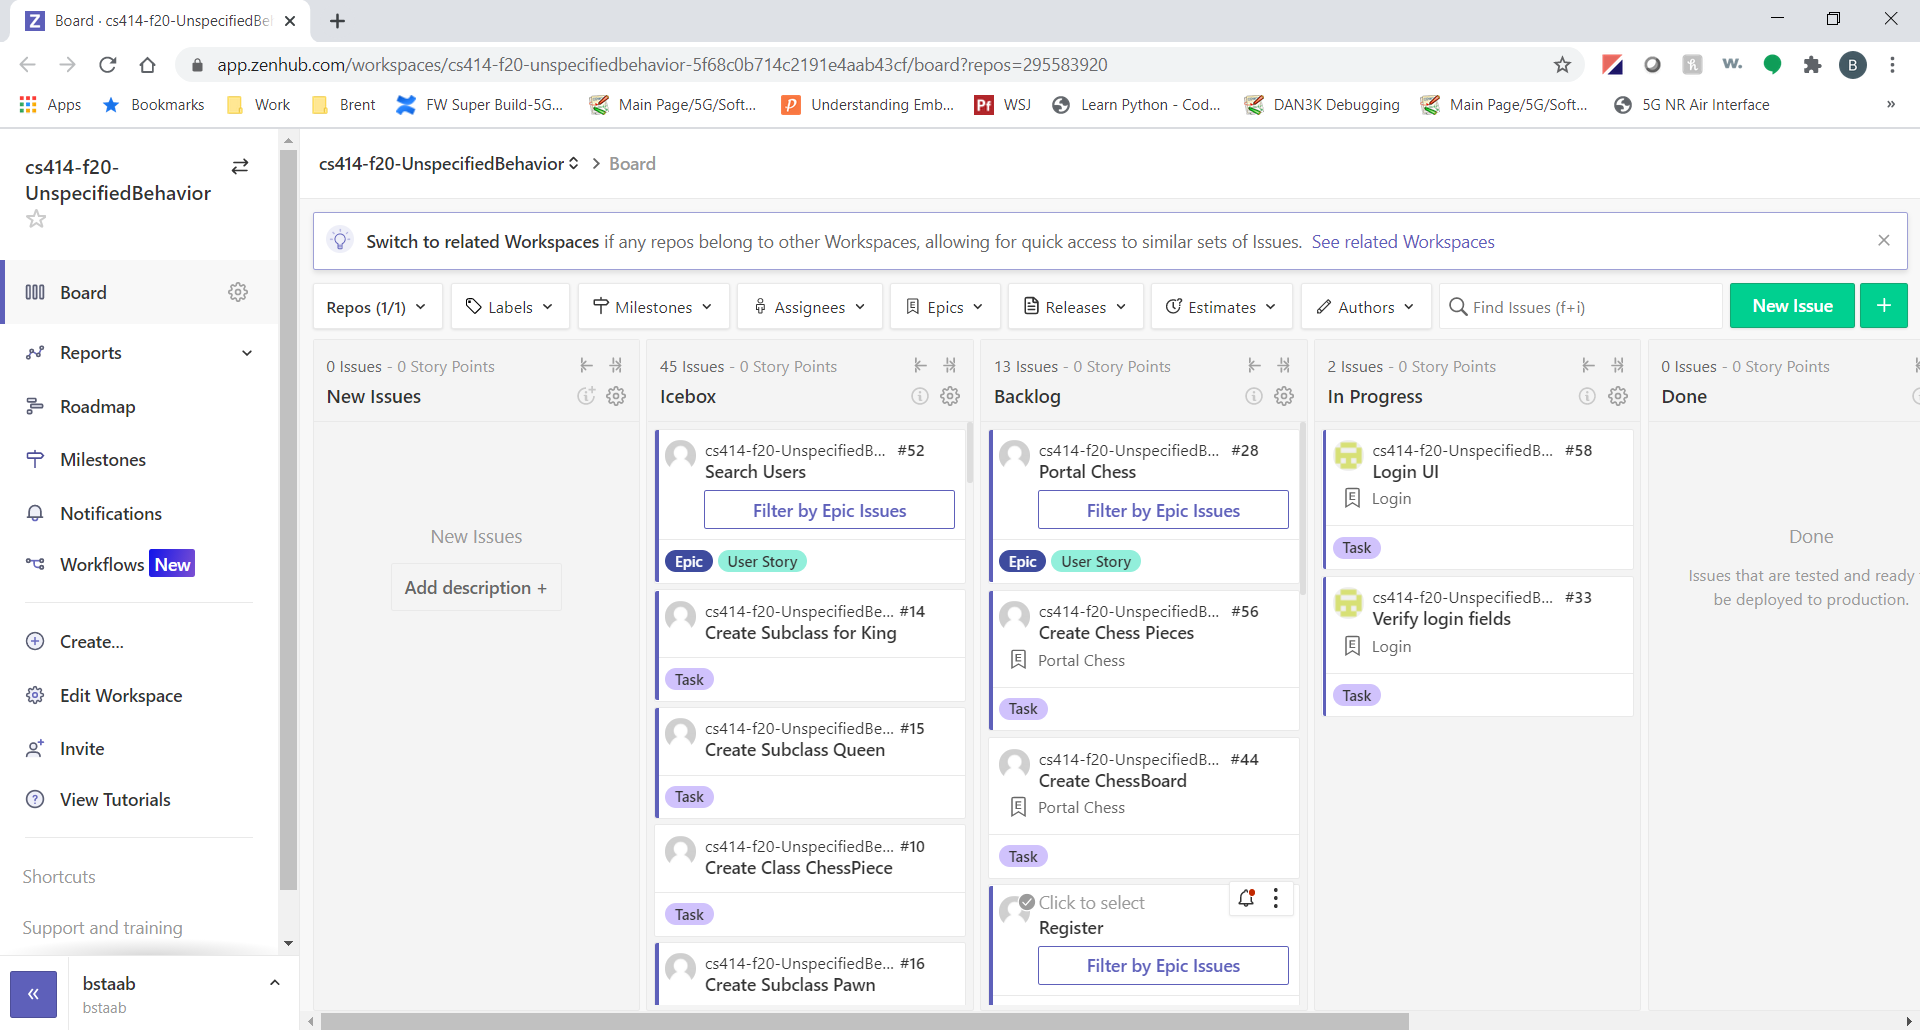 Board · cs414-f20-UnspecifiedBe
app.zenhub.com/workspaces/cs414-f20-unspecifiedbehavior-5f68c0b714c2191e4aab43cf/board?repos=295583920
B
Apps
Bookmarks
Work
Brent
FW Super Build-5G...
Main Page/5G/Soft...
Understanding Emb...
WSJ
Learn Python - Cod...
DAN3K Debugging
Main Page/5G/Soft...
5G NR Air Interface
»
cs414-f20-
UnspecifiedBehavior
Board
Reports
Roadmap
Milestones
Notifications
Workflows New
Create...
Edit Workspace
Invite
View Tutorials
Shortcuts
Support and training
bstaab
bstaab
cs414-f20-UnspecifiedBehavior > Board
Switch to related Workspaces if any repos belong to other Workspaces, allowing for quick access to similar sets of Issues. See related Workspaces
Repos (1/1)
Labels
Milestones
Assignees
Epics
Releases
Estimates
Authors
Find Issues (f+i)
New Issue
+
0 Issues - 0 Story Points
New Issues
New Issues
Add description +
45 Issues - 0 Story Points
Icebox
cs414-f20-UnspecifiedB... #52
Search Users
Filter by Epic Issues
Epic User Story
cs414-f20-UnspecifiedBe... #14
Create Subclass for King
Task
cs414-f20-UnspecifiedBe... #15
Create Subclass Queen
Task
cs414-f20-UnspecifiedBe... #10
Create Class ChessPiece
Task
cs414-f20-UnspecifiedBe... #16
Create Subclass Pawn
13 Issues - 0 Story Points
Backlog
cs414-f20-UnspecifiedB... #28
Portal Chess
Filter by Epic Issues
Epic User Story
cs414-f20-UnspecifiedB... #56
Create Chess Pieces
Portal Chess
Task
cs414-f20-UnspecifiedB... #44
Create ChessBoard
Portal Chess
Task
Click to select
Register
Filter by Epic Issues
2 Issues - 0 Story Points
In Progress
cs414-f20-UnspecifiedB... #58
Login UI
Login
Task
cs414-f20-UnspecifiedB... #33
Verify login fields
Login
Task
0 Issues - 0 Story Points
Done
Done
Issues that are tested and ready
be deployed to production.